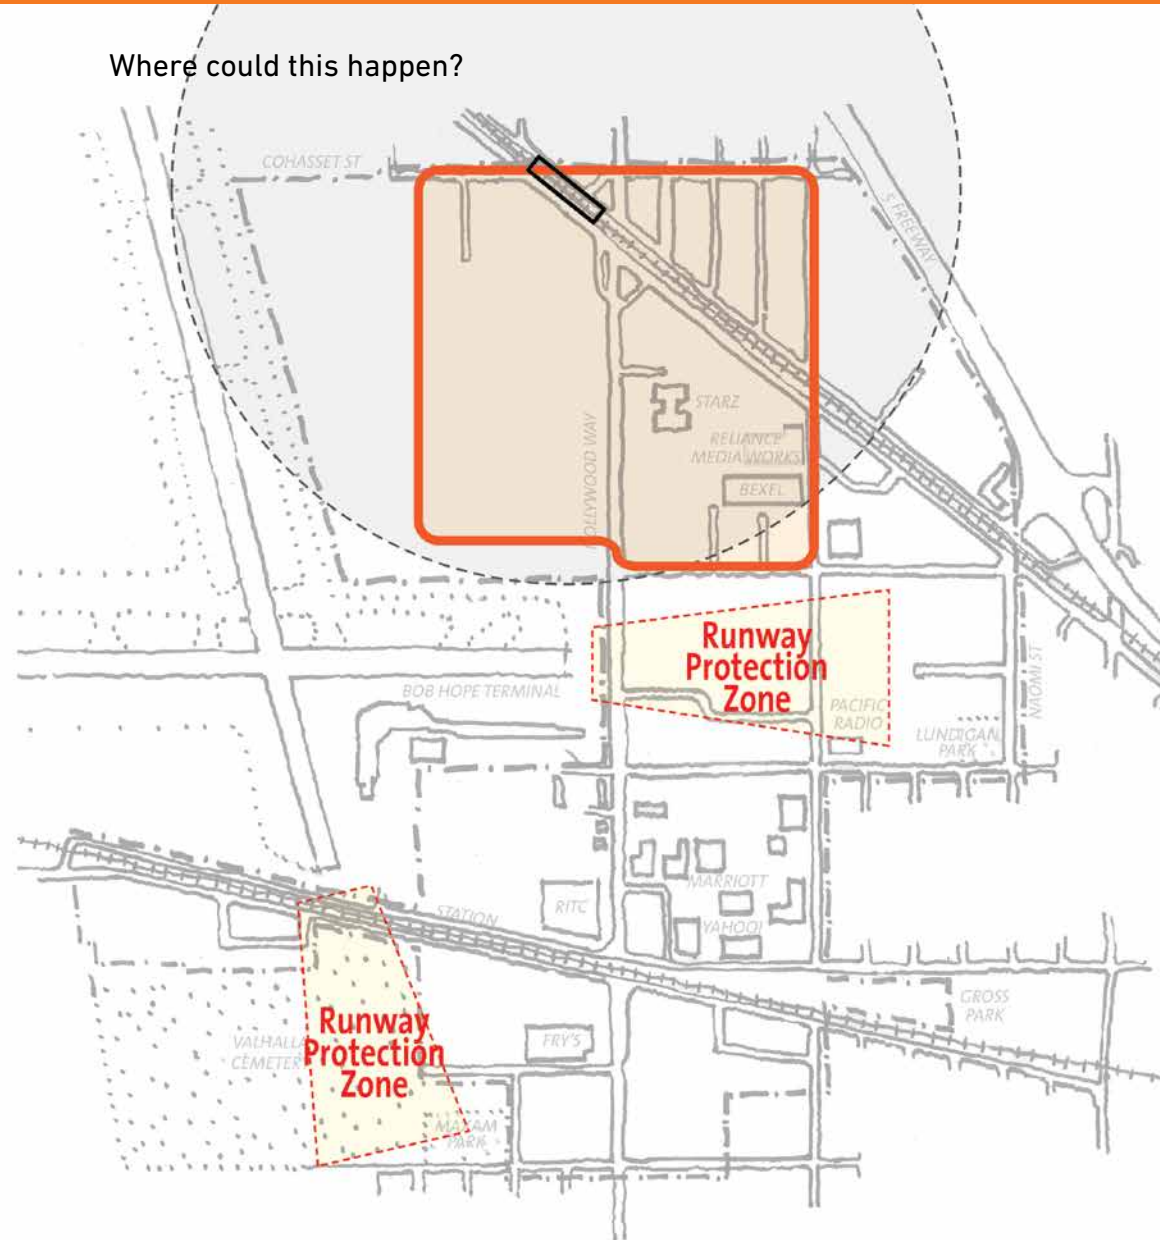 Where could this happen?
COHASSET ST
5 FREEWAY
STARZ
HOLLYWOOD WAY
RELIANCE
MEDIA WORKS
BEXEL
Runway
Protection
Zone
NAOMI ST
BOB HOPE TERMINAL
PACIFIC
RADIO
LUNDIGAN
PARK
MARRIOTT
RITC
STATION
YAHOO!
GROSS
PARK
Runway
Protection
Zone
VALHALLA
CEMETERY
FRY'S
MAXAM
PARK